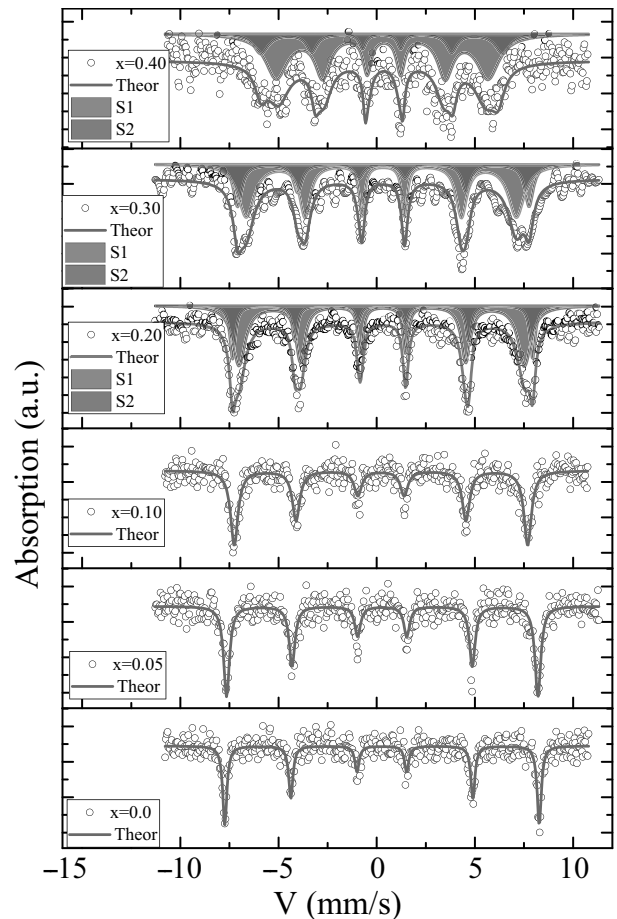 x=0.40
Theor
S1
S2
x=0.30
Theor
S1
S2
x=0.20
Theor
S1
S2
x=0.10
Theor
x=0.05
Theor
x=0.0
Theor
Absorption (a.u.)
−15 −10 −5 0 5 10
V (mm/s)